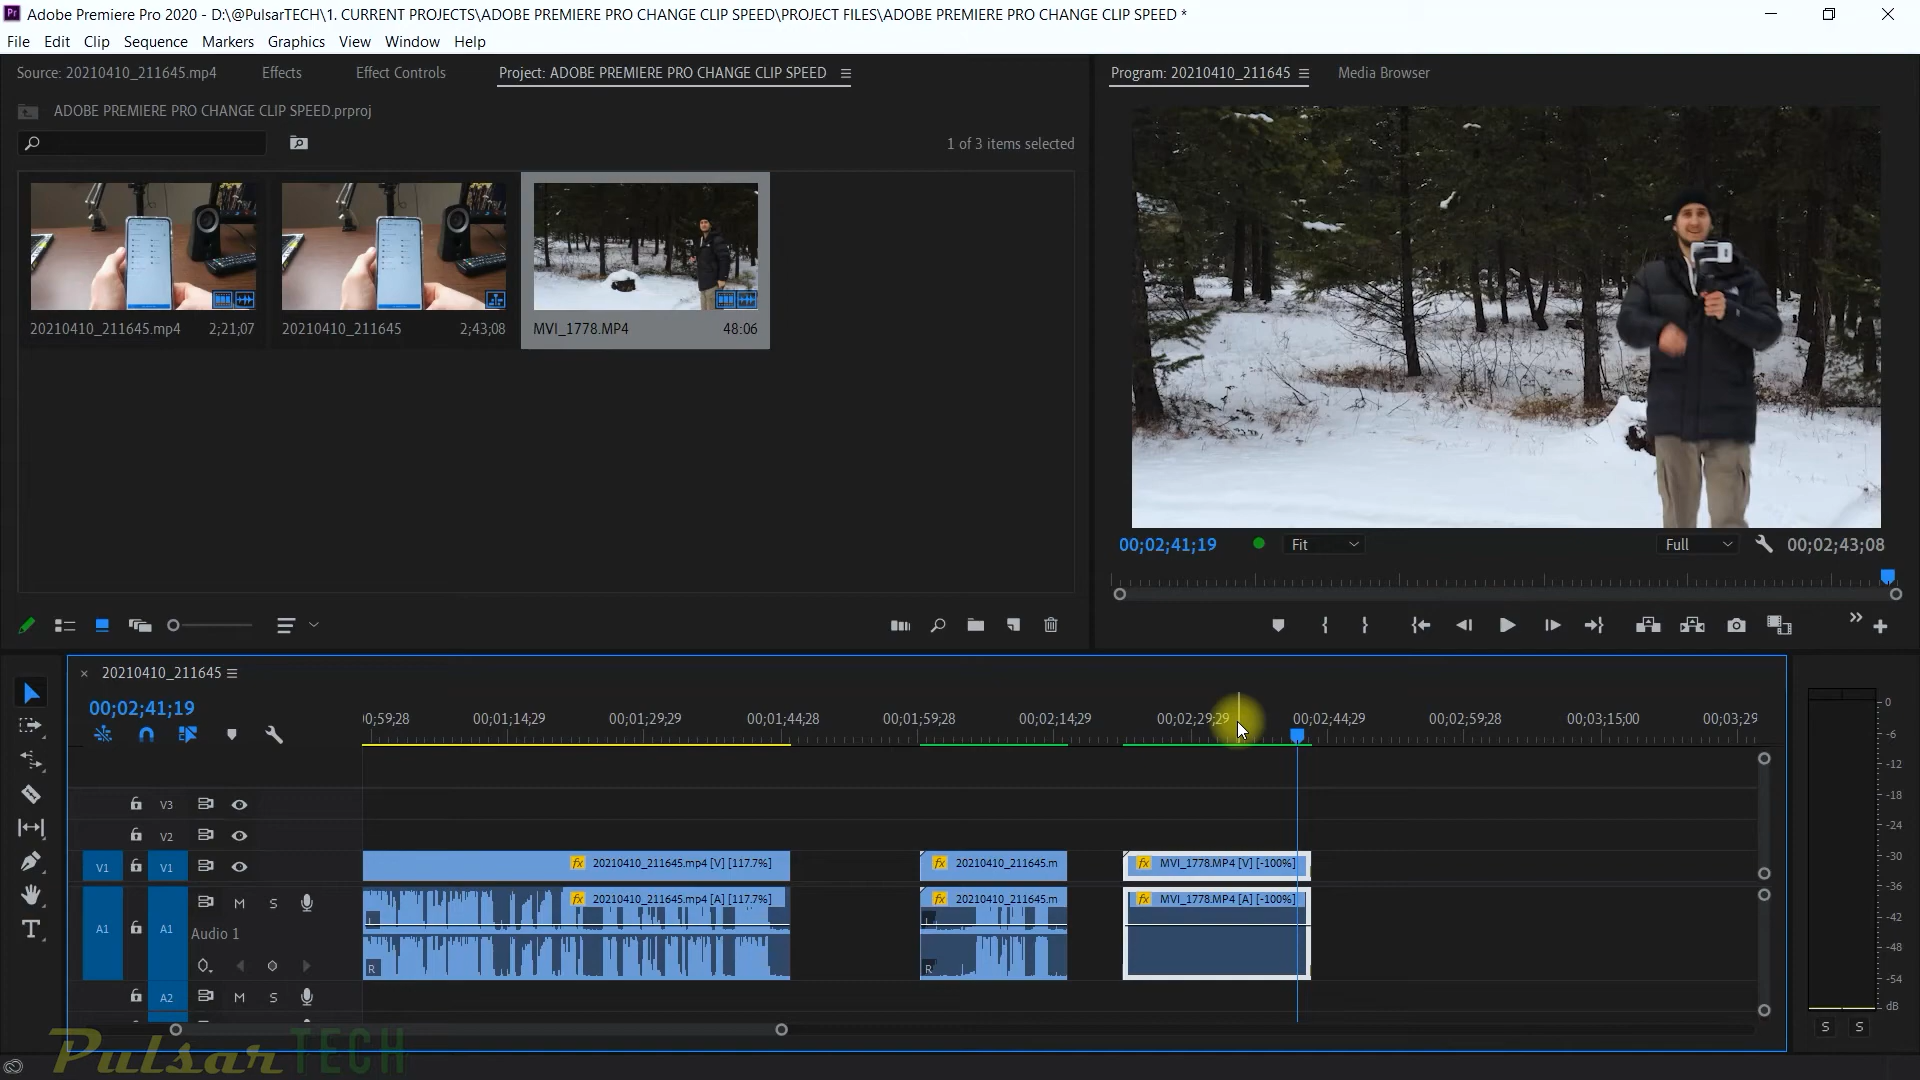 Pr Adobe Premiere Pro 2020 - D:\@PulsarTECH\1. CURRENT PROJECTS\ADOBE PREMIERE PRO CHANGE CLIP SPEED\PROJECT FILES\ADOBE PREMIERE PRO CHANGE CLIP SPEED *
File Edit Clip Sequence Markers Graphics View Window Help
Source: 20210410_211645.mp4 Effects Effect Controls Project: ADOBE PREMIERE PRO CHANGE CLIP SPEED Program: 20210410_211645 Media Browser
ADOBE PREMIERE PRO CHANGE CLIP SPEED.prproj
1 of 3 items selected
20210410_211645.mp4 2;21;07 20210410_211645 2;43;08 MVI_1778.MP4 48:06
00;02;41;19 Fit Full 00;02;43;08
20210410_211645
00;02;41;19
0;59;28 00;01;14;29 00;01;29;29 00;01;44;28 00;01;59;28 00;02;14;29 00;02;29;29 00;02;44;29 00;02;59;28 00;03;15;00 00;03;29
V3
V2
V1 V1 fx 20210410_211645.mp4 [V] [117.7%] fx 20210410_211645.m fx MVI_1778.MP4 [V] [-100%]
A1 A1 M S Audio 1 fx 20210410_211645.mp4 [A] [117.7%] fx 20210410_211645.m fx MVI_1778.MP4 [A] [-100%]
L L
R R
A2 M S
0
-6
-12
-18
-24
-30
-36
-42
-48
-54
dB
S S
PulsarTECH